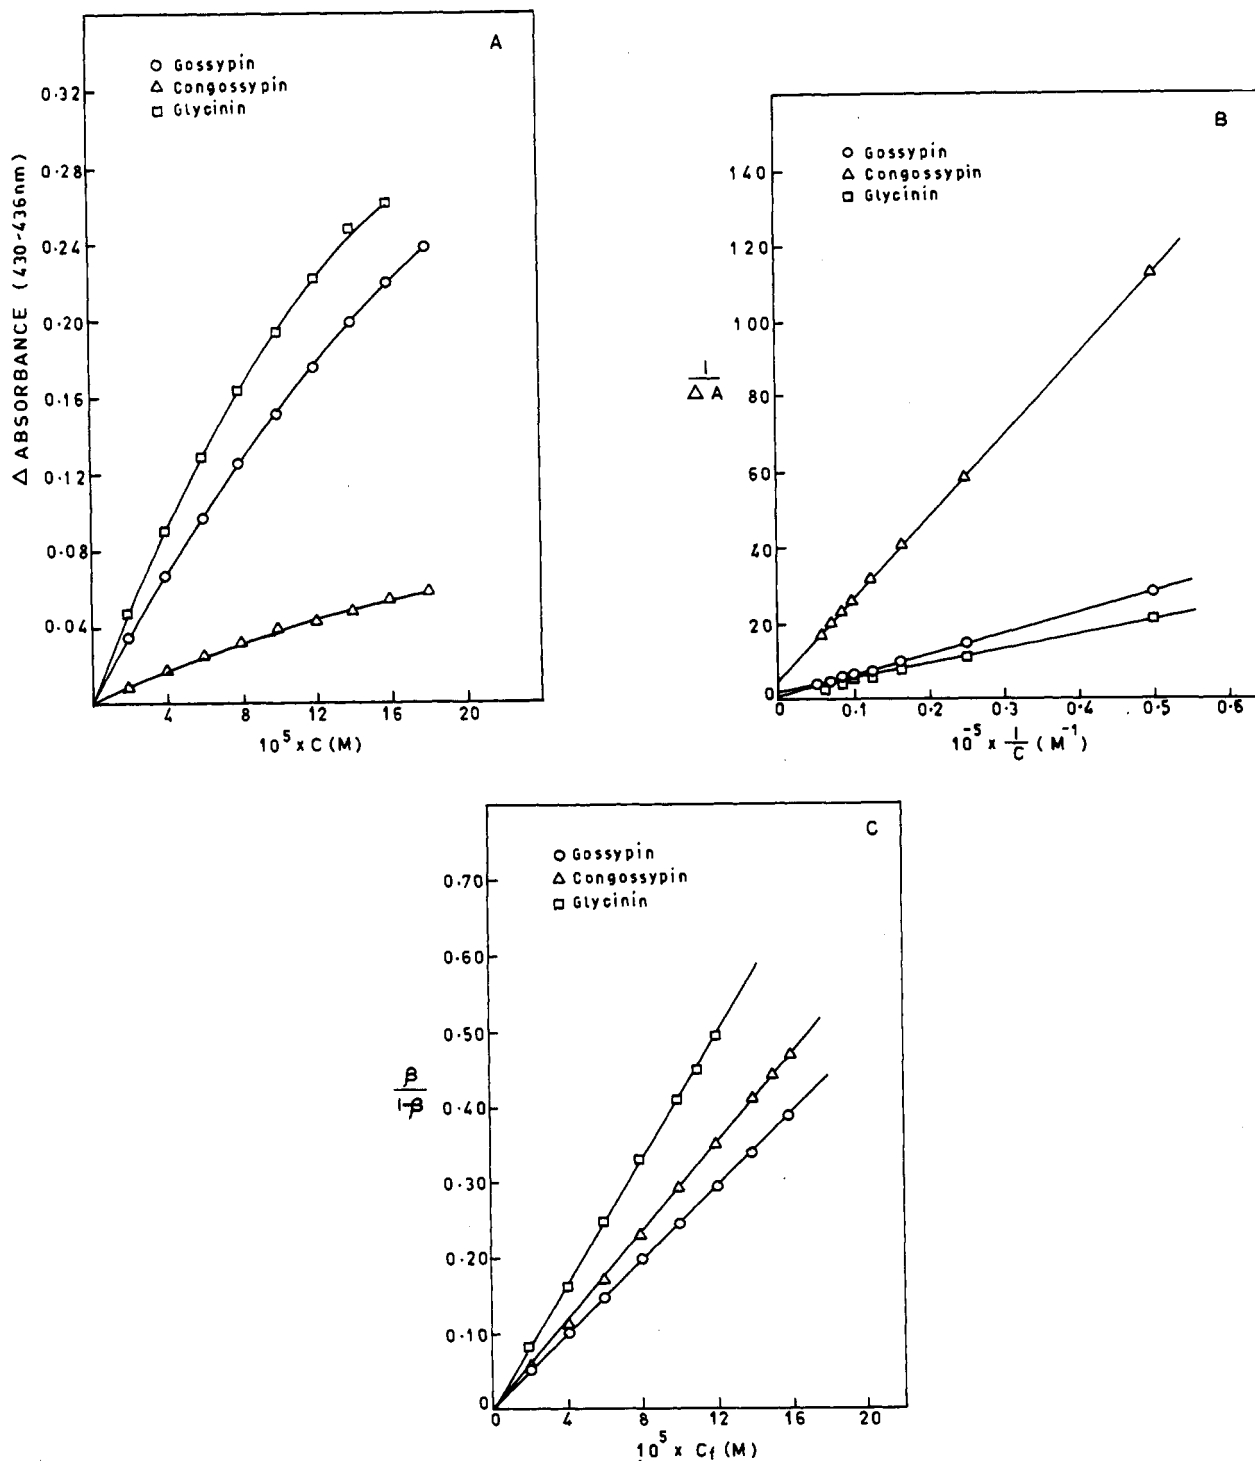 A
Gossypin
Congossypin
Glycinin
0.32
0.28
0.24
0.20
0.16
0.12
0.08
0.04
Δ ABSORBANCE (430-436nm)
4 8 12 16 20
10⁵ x C (M)
B
Gossypin
Congossypin
Glycinin
140
120
100
80
60
40
20
0
1/ΔA
0 0.1 0.2 0.3 0.4 0.5 0.6
10⁻⁵ x 1/C (M⁻¹)
C
Gossypin
Congossypin
Glycinin
0.70
0.60
0.50
0.40
0.30
0.20
0.10
0
β/1-β
0 4 8 12 16 20
10⁵ x Cf (M)